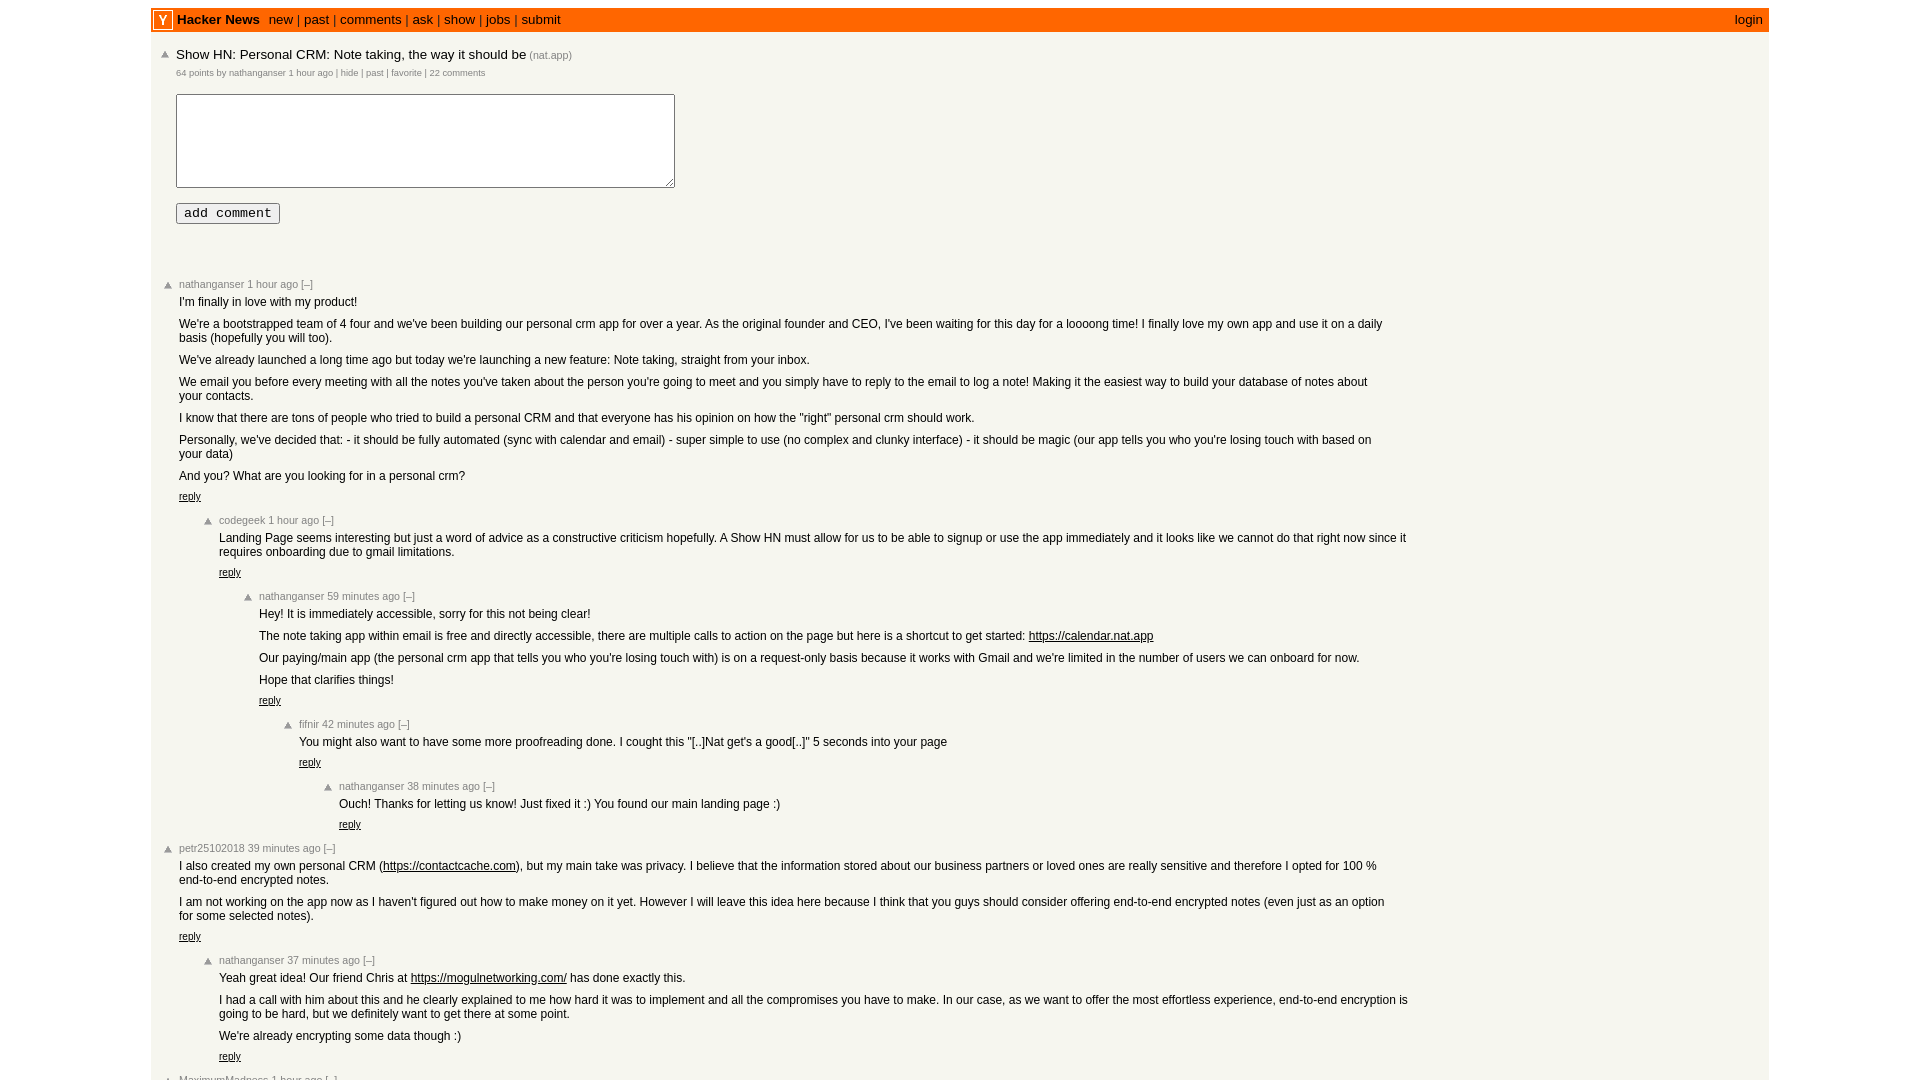 Y Hacker News new | past | comments | ask | show | jobs | submit login
Show HN: Personal CRM: Note taking, the way it should be (nat.app)
64 points by nathanganser 1 hour ago | hide | past | favorite | 22 comments
add comment
nathanganser 1 hour ago [–]
I'm finally in love with my product!
We're a bootstrapped team of 4 four and we've been building our personal crm app for over a year. As the original founder and CEO, I've been waiting for this day for a loooong time! I finally love my own app and use it on a daily
basis (hopefully you will too).
We've already launched a long time ago but today we're launching a new feature: Note taking, straight from your inbox.
We email you before every meeting with all the notes you've taken about the person you're going to meet and you simply have to reply to the email to log a note! Making it the easiest way to build your database of notes about
your contacts.
I know that there are tons of people who tried to build a personal CRM and that everyone has his opinion on how the "right" personal crm should work.
Personally, we've decided that: - it should be fully automated (sync with calendar and email) - super simple to use (no complex and clunky interface) - it should be magic (our app tells you who you're losing touch with based on
your data)
And you? What are you looking for in a personal crm?
reply
codegeek 1 hour ago [–]
Landing Page seems interesting but just a word of advice as a constructive criticism hopefully. A Show HN must allow for us to be able to signup or use the app immediately and it looks like we cannot do that right now since it
requires onboarding due to gmail limitations.
reply
nathanganser 59 minutes ago [–]
Hey! It is immediately accessible, sorry for this not being clear!
The note taking app within email is free and directly accessible, there are multiple calls to action on the page but here is a shortcut to get started: https://calendar.nat.app
Our paying/main app (the personal crm app that tells you who you're losing touch with) is on a request-only basis because it works with Gmail and we're limited in the number of users we can onboard for now.
Hope that clarifies things!
reply
fifnir 42 minutes ago [–]
You might also want to have some more proofreading done. I cought this "[..]Nat get's a good[..]" 5 seconds into your page
reply
nathanganser 38 minutes ago [–]
Ouch! Thanks for letting us know! Just fixed it :) You found our main landing page :)
reply
petr25102018 39 minutes ago [–]
I also created my own personal CRM (https://contactcache.com), but my main take was privacy. I believe that the information stored about our business partners or loved ones are really sensitive and therefore I opted for 100 %
end-to-end encrypted notes.
I am not working on the app now as I haven't figured out how to make money on it yet. However I will leave this idea here because I think that you guys should consider offering end-to-end encrypted notes (even just as an option
for some selected notes).
reply
nathanganser 37 minutes ago [–]
Yeah great idea! Our friend Chris at https://mogulnetworking.com/ has done exactly this.
I had a call with him about this and he clearly explained to me how hard it was to implement and all the compromises you have to make. In our case, as we want to offer the most effortless experience, end-to-end encryption is
going to be hard, but we definitely want to get there at some point.
We're already encrypting some data though :)
reply
MaximumMadness 1 hour ago [–]